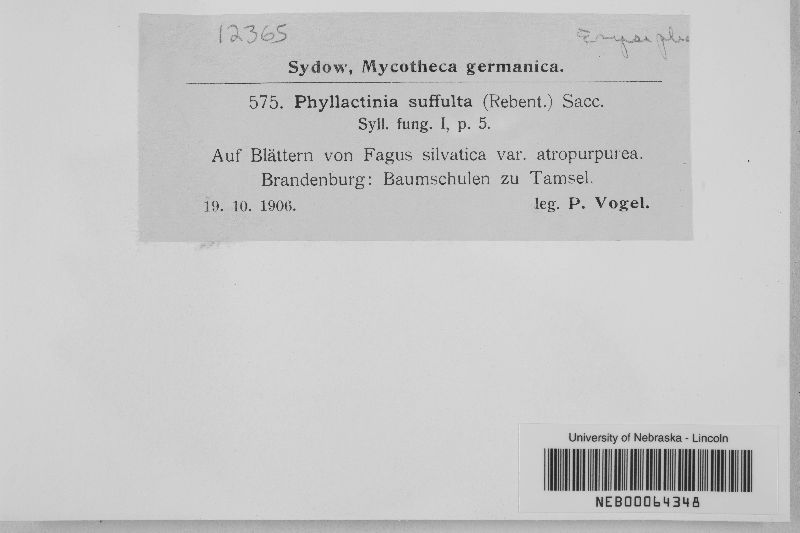 12365
Sydow, Mycotheca germanica.
575. Phyllactinia suffulta (Rebent.) Sacc.
Syll. fung. I, p. 5.
Auf Blättern von Fagus silvatica var. atropurpurea.
Brandenburg: Baumschulen zu Tamsel.
19. 10. 1906. leg. P. Vogel.
University of Nebraska - Lincoln
NEB00064348